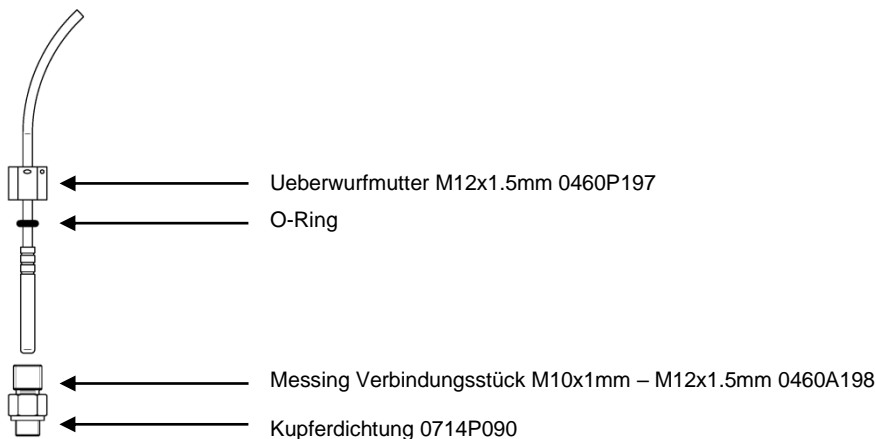 Ueberwurfmutter M12x1.5mm 0460P197
O-Ring
Messing Verbindungsstück M10x1mm – M12x1.5mm 0460A198
Kupferdichtung 0714P090